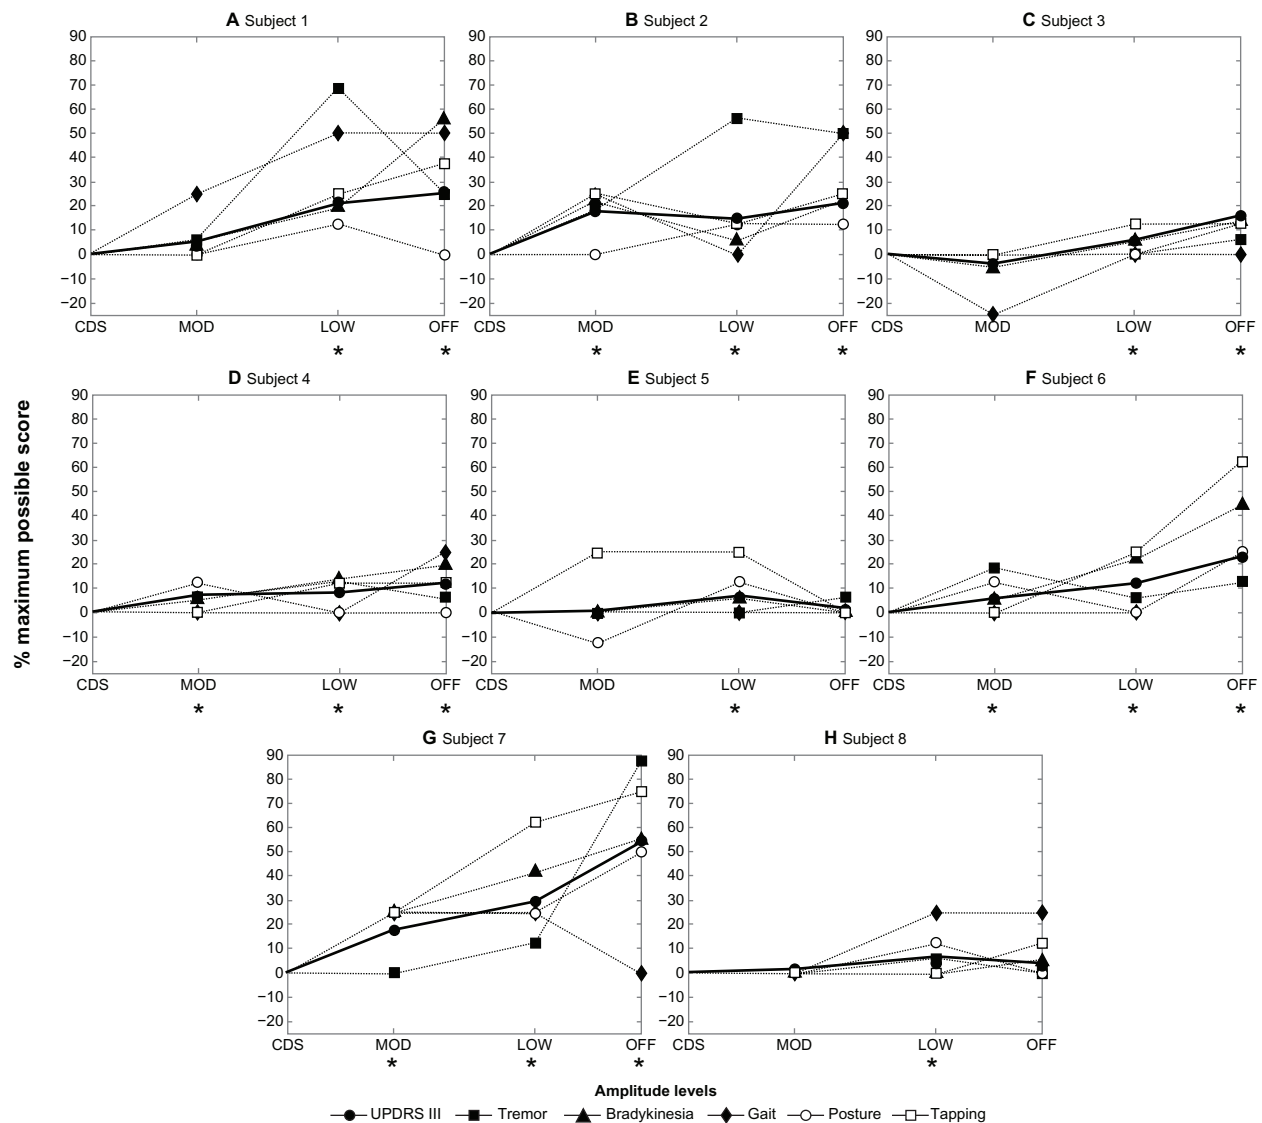 A Subject 1
B Subject 2
C Subject 3
90 90 90
80 80 80
70 70 70
60 60 60
50 50 50
40 40 40
30 30 30
20 20 20
10 10 10
0 0 0
−10 −10 −10
−20 −20 −20
CDS MOD LOW OFF CDS MOD LOW OFF CDS MOD LOW OFF
* * * * * * *
D Subject 4
E Subject 5
F Subject 6
% maximum possible score
90 90 90
80 80 80
70 70 70
60 60 60
50 50 50
40 40 40
30 30 30
20 20 20
10 10 10
0 0 0
−10 −10 −10
−20 −20 −20
CDS MOD LOW OFF CDS MOD LOW OFF CDS MOD LOW OFF
* * * * * * *
G Subject 7
H Subject 8
90 90
80 80
70 70
60 60
50 50
40 40
30 30
20 20
10 10
0 0
−10 −10
−20 −20
CDS MOD LOW OFF CDS MOD LOW OFF
* * * *
Amplitude levels
UPDRS III Tremor Bradykinesia Gait Posture Tapping